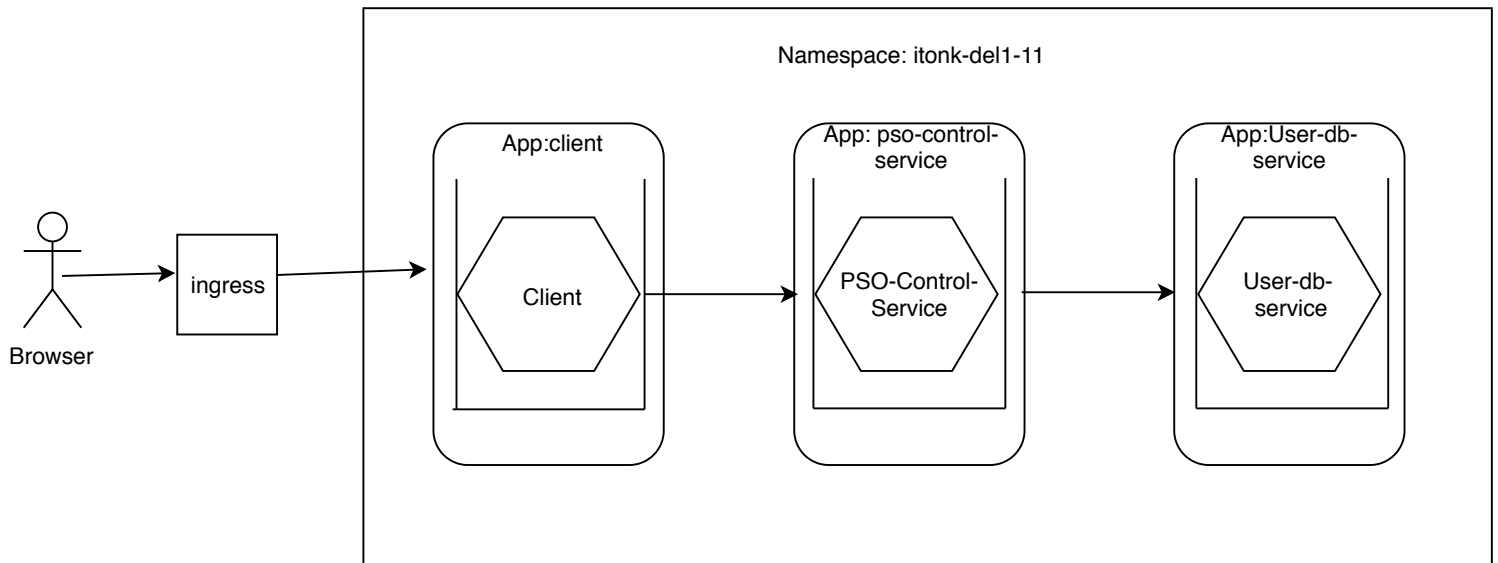 Namespace: itonk-del1-11
App:client
App: pso-control-
service
App:User-db-
service
Browser
ingress
Client
PSO-Control-
Service
User-db-
service